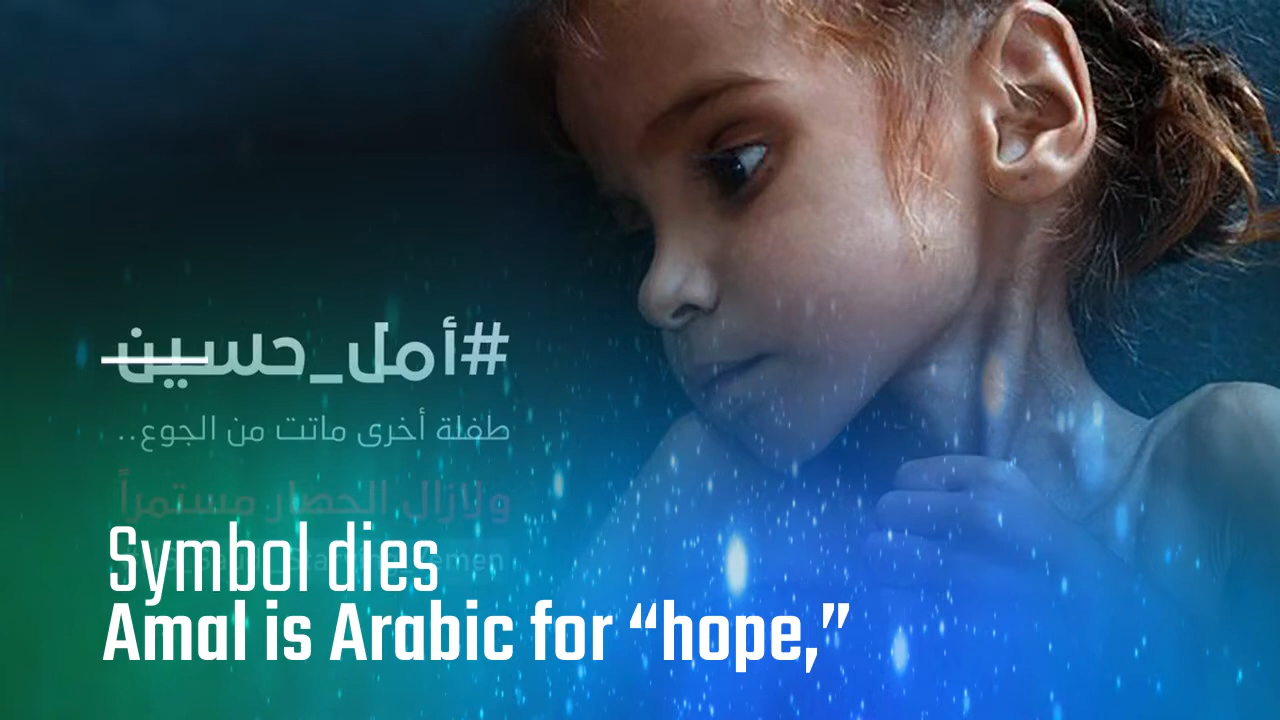 #أمل_حسين
طفلة أخرى ماتت من الجوع..
ولازال الحصار مستمراً
Symbol dies
Amal is Arabic for “hope,”